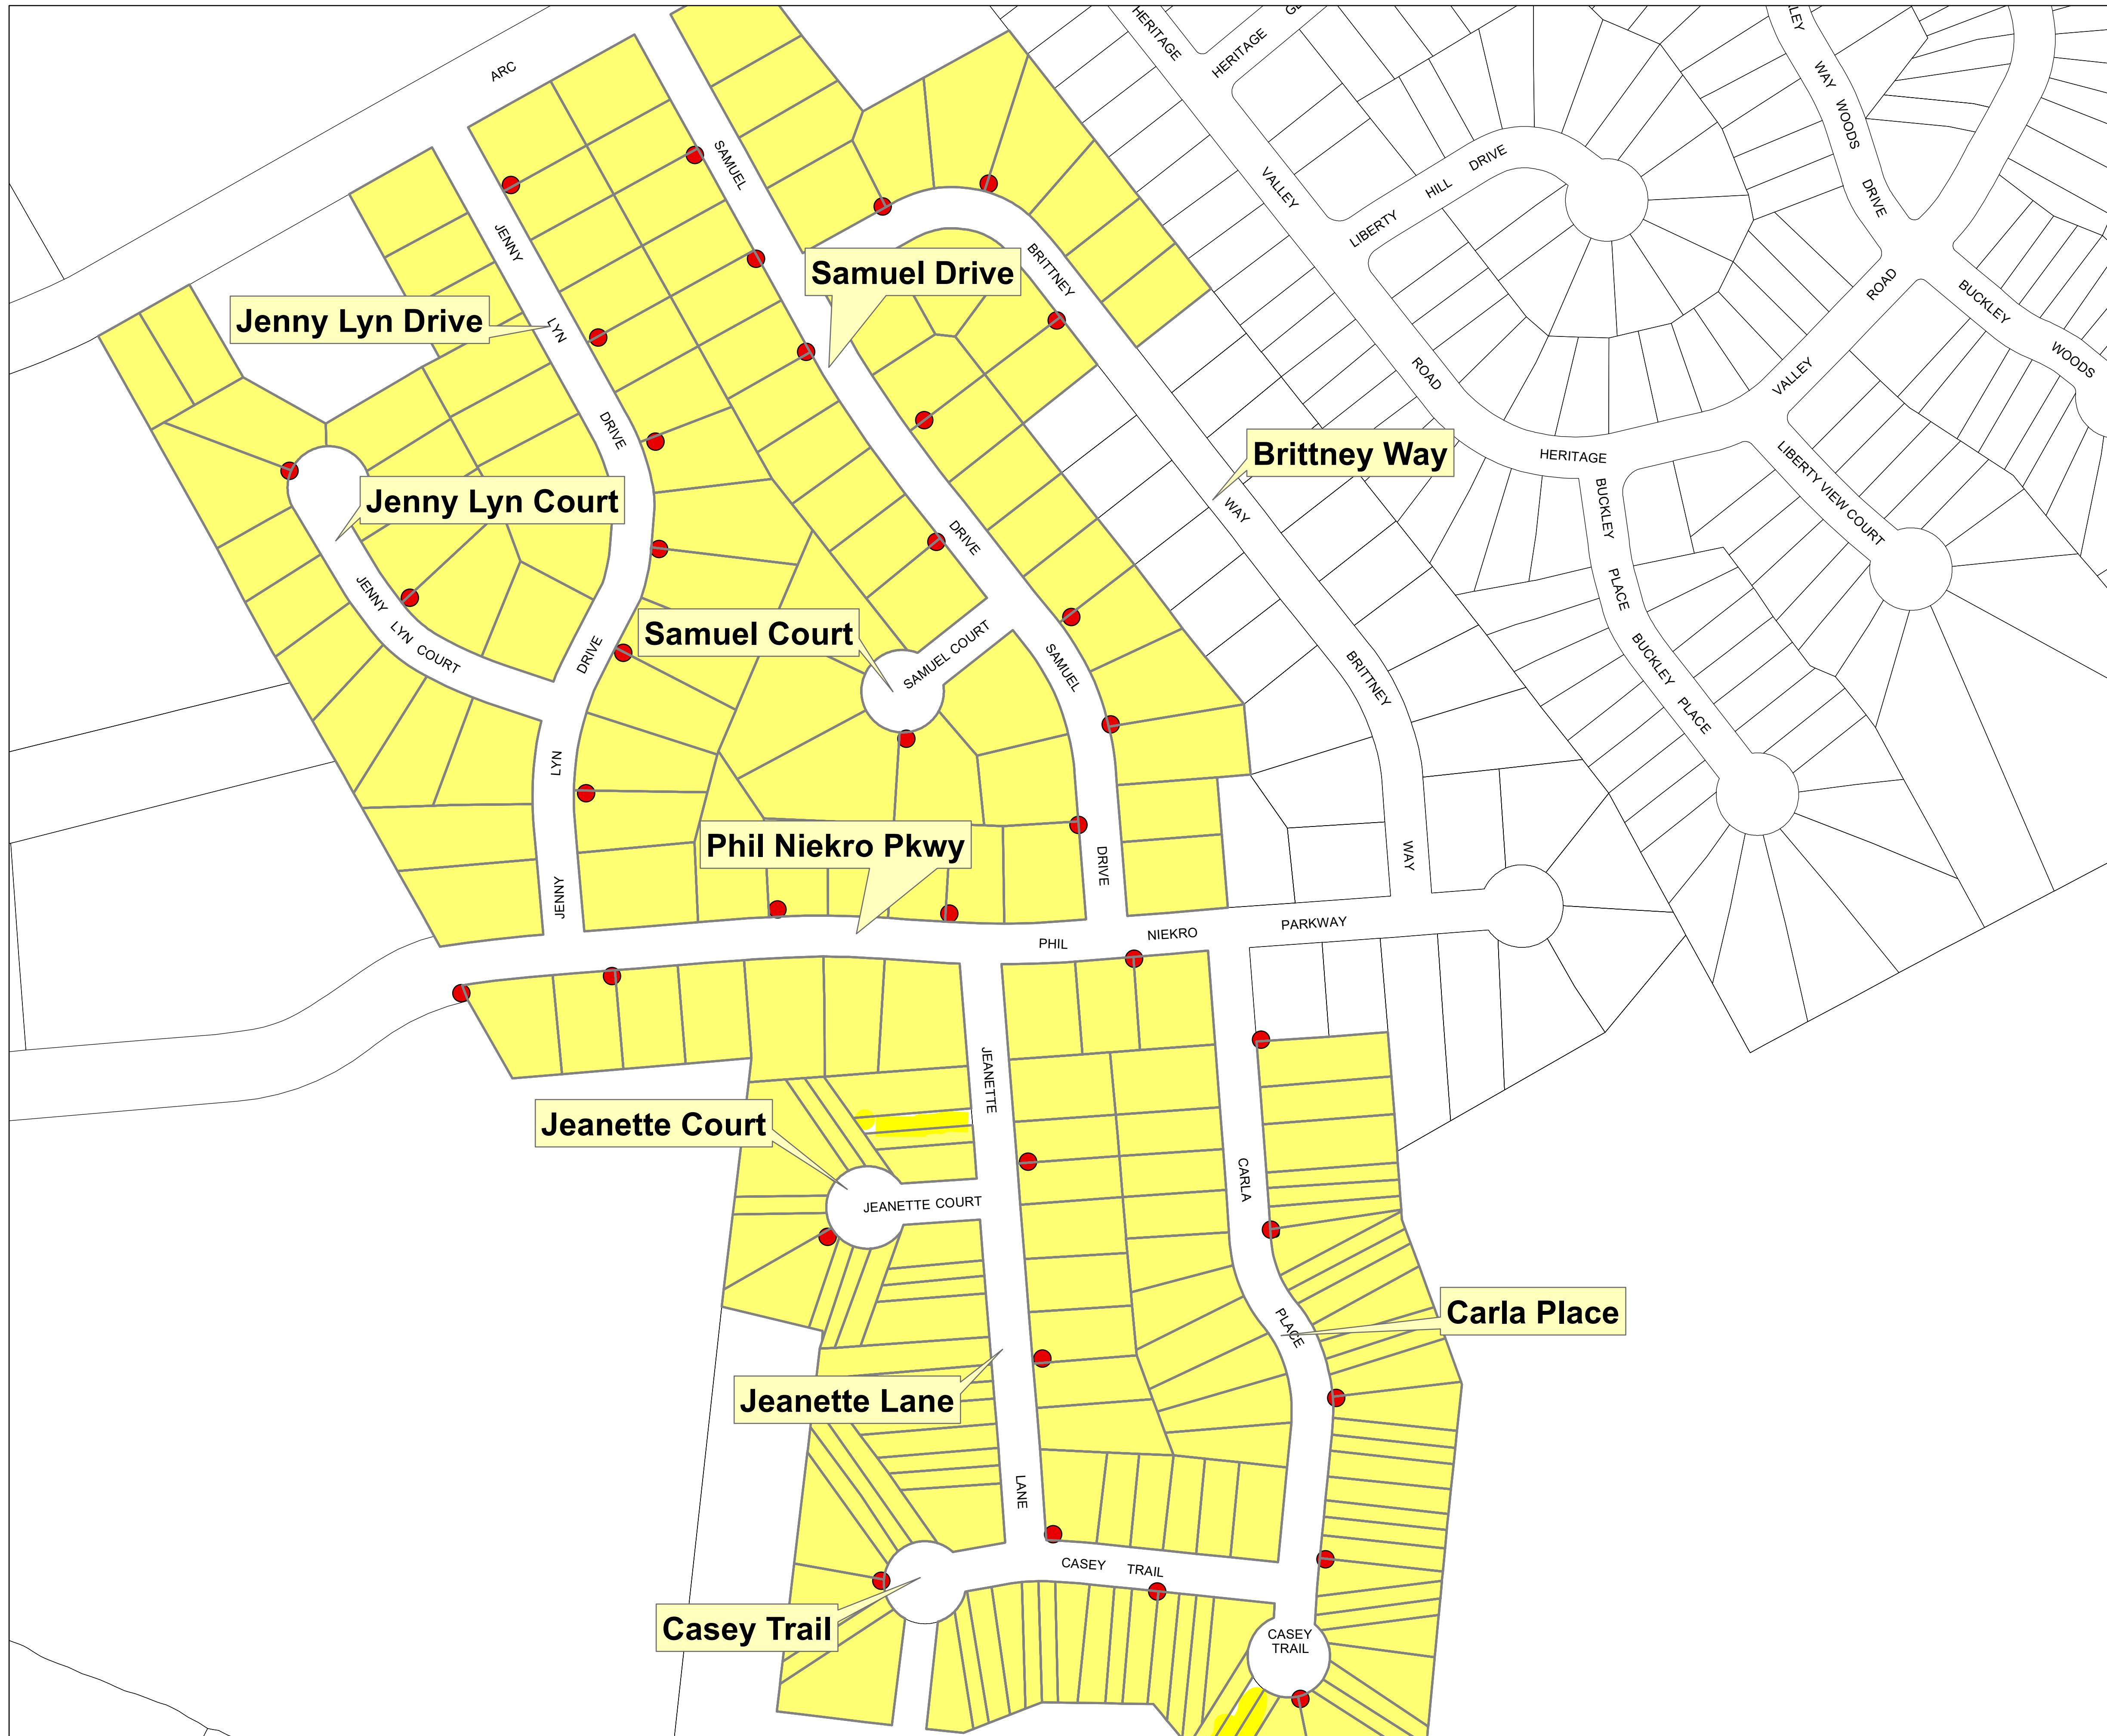 ARC
HERITAGE
HERITAGE
WAY
WOODS
DRIVE
SAMUEL
JENNY
VALLEY
LIBERTY HILL DRIVE
BRITTNEY
Samuel Drive
Jenny Lyn Drive
LYN
ROAD
BUCKLEY
WOODS
ROAD
VALLEY
DRIVE
Brittney Way
HERITAGE
LIBERTY VIEW COURT
Jenny Lyn Court
WAY
BUCKLEY
DRIVE
PLACE
JENNY
LYN COURT
Samuel Court
SAMUEL COURT
DRIVE
SAMUEL
BRITTNEY
BUCKLEY
PLACE
LYN
Phil Niekro Pkwy
DRIVE
WAY
JENNY
PHIL NIEKRO PARKWAY
JEANETTE
Jeanette Court
CARLA
JEANETTE COURT
Carla Place
PLACE
Jeanette Lane
LANE
CASEY TRAIL
Casey Trail
CASEY
TRAIL